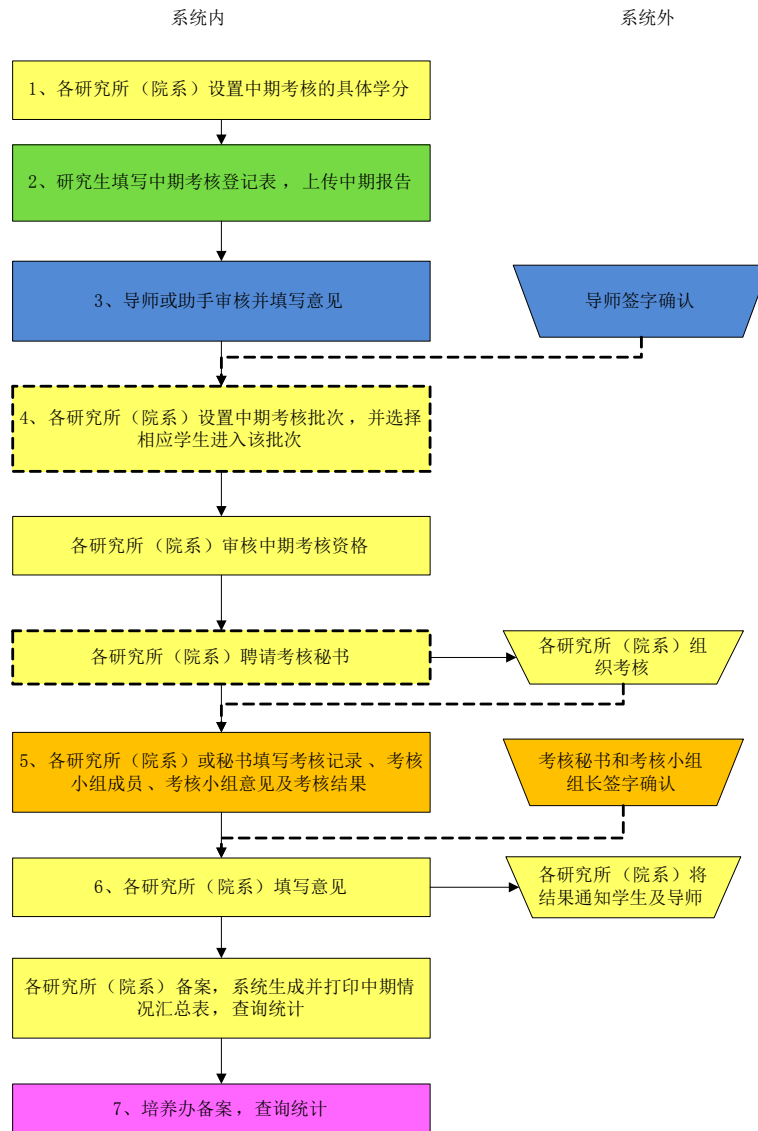 系统内
系统外
1、各研究所（院系）设置中期考核的具体学分
2、研究生填写中期考核登记表，上传中期报告
3、导师或助手审核并填写意见
导师签字确认
4、各研究所（院系）设置中期考核批次，并选择
相应学生进入该批次
各研究所（院系）审核中期考核资格
各研究所（院系）聘请考核秘书
各研究所（院系）组
织考核
5、各研究所（院系）或秘书填写考核记录、考核
小组成员、考核小组意见及考核结果
考核秘书和考核小组
组长签字确认
6、各研究所（院系）填写意见
各研究所（院系）将
结果通知学生及导师
各研究所（院系）备案，系统生成并打印中期情
况汇总表，查询统计
7、培养办备案，查询统计